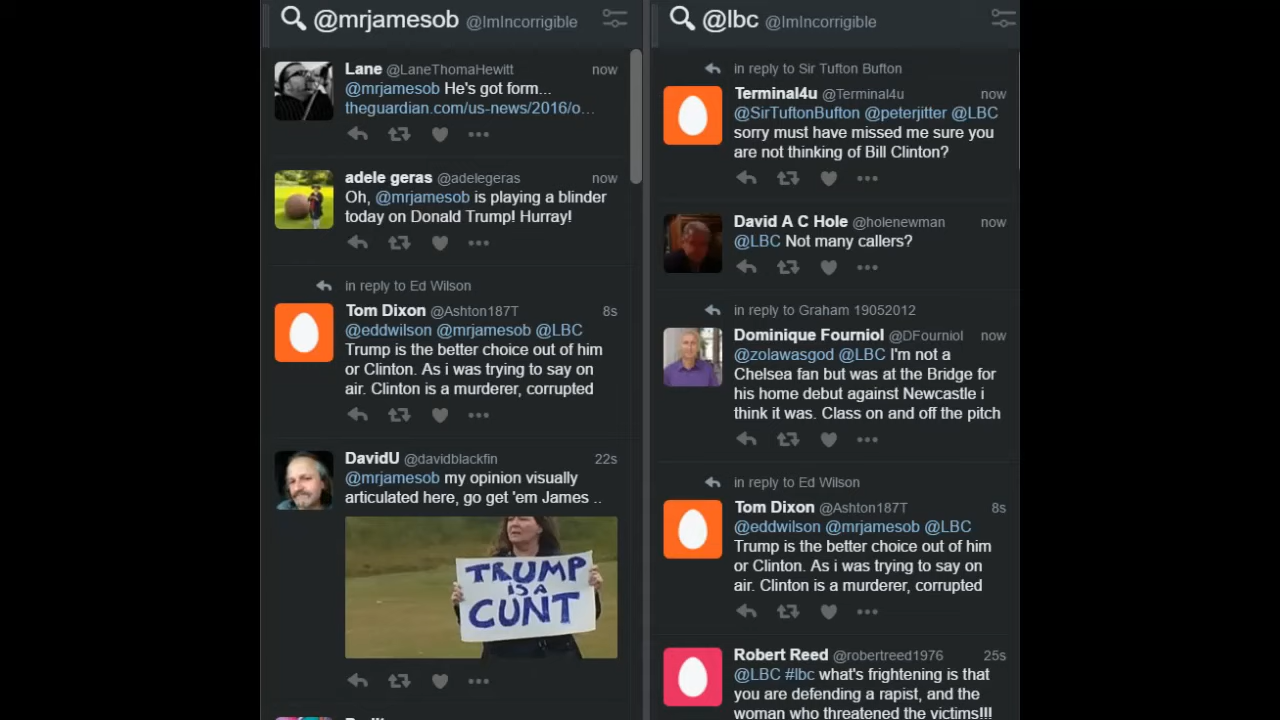 @mrjamesob @ImIncorrigible
Lane @LaneThomaHewitt now
@mrjamesob He's got form...
theguardian.com/us-news/2016/o…
adele geras @adelegeras now
Oh, @mrjamesob is playing a blinder
today on Donald Trump! Hurray!
in reply to Ed Wilson
Tom Dixon @Ashton187T 8s
@eddwilson @mrjamesob @LBC
Trump is the better choice out of him
or Clinton. As i was trying to say on
air. Clinton is a murderer, corrupted
DavidU @davidblackfin 22s
@mrjamesob my opinion visually
articulated here, go get 'em James ..
TRUMP
IS A
CUNT
@lbc @ImIncorrigible
in reply to Sir Tufton Bufton
Terminal4u @Terminal4u now
@SirTuftonBufton @peterjitter @LBC
sorry must have missed me sure you
are not thinking of Bill Clinton?
David A C Hole @holenewman now
@LBC Not many callers?
in reply to Graham 19052012
Dominique Fourniol @DFourniol now
@zolawasgod @LBC I'm not a
Chelsea fan but was at the Bridge for
his home debut against Newcastle i
think it was. Class on and off the pitch
in reply to Ed Wilson
Tom Dixon @Ashton187T 8s
@eddwilson @mrjamesob @LBC
Trump is the better choice out of him
or Clinton. As i was trying to say on
air. Clinton is a murderer, corrupted
Robert Reed @robertreed1976 25s
@LBC #lbc what's frightening is that
you are defending a rapist, and the
woman who threatened the victims!!!